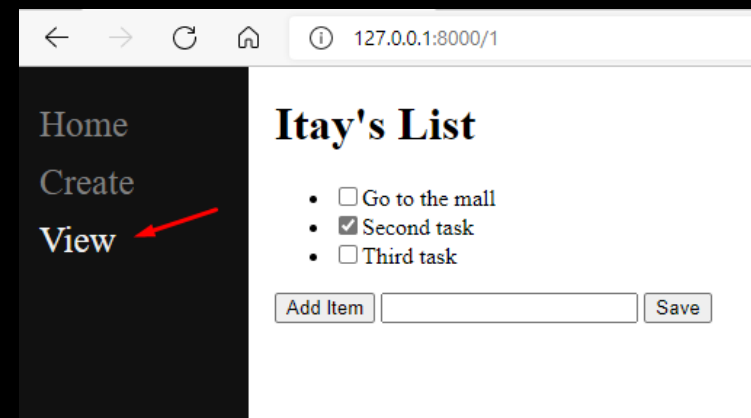 127.0.0.1:8000/1
Home
Create
View
Itay's List
Go to the mall
Second task
Third task
Add Item
Save